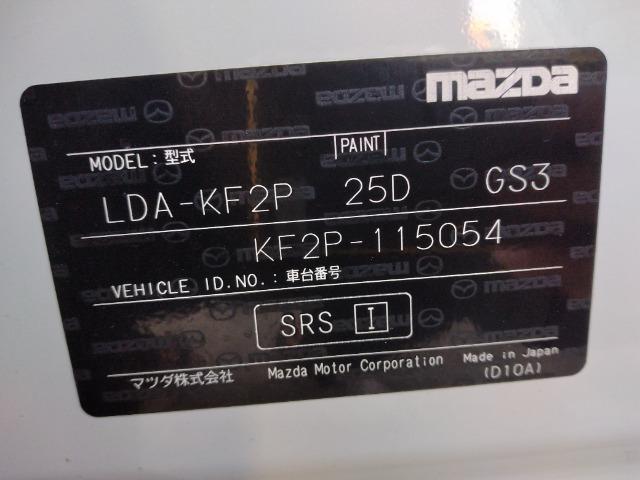 mazda
MODEL: 型式 PAINT
LDA-KF2P 25D GS3
KF2P-115054
VEHICLE ID.NO.: 車台番号
SRS I
マツダ株式会社 Mazda Motor Corporation Made in Japan
(D10A)